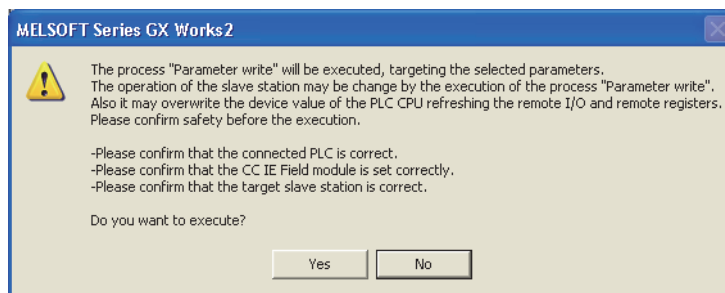 MELSOFT Series GX Works2
The process "Parameter write" will be executed, targeting the selected parameters.
The operation of the slave station may be change by the execution of the process "Parameter write".
Also it may overwrite the device value of the PLC CPU refreshing the remote I/O and remote registers.
Please confirm safety before the execution.
-Please confirm that the connected PLC is correct.
-Please confirm that the CC IE Field module is set correctly.
-Please confirm that the target slave station is correct.
Do you want to execute?
Yes No